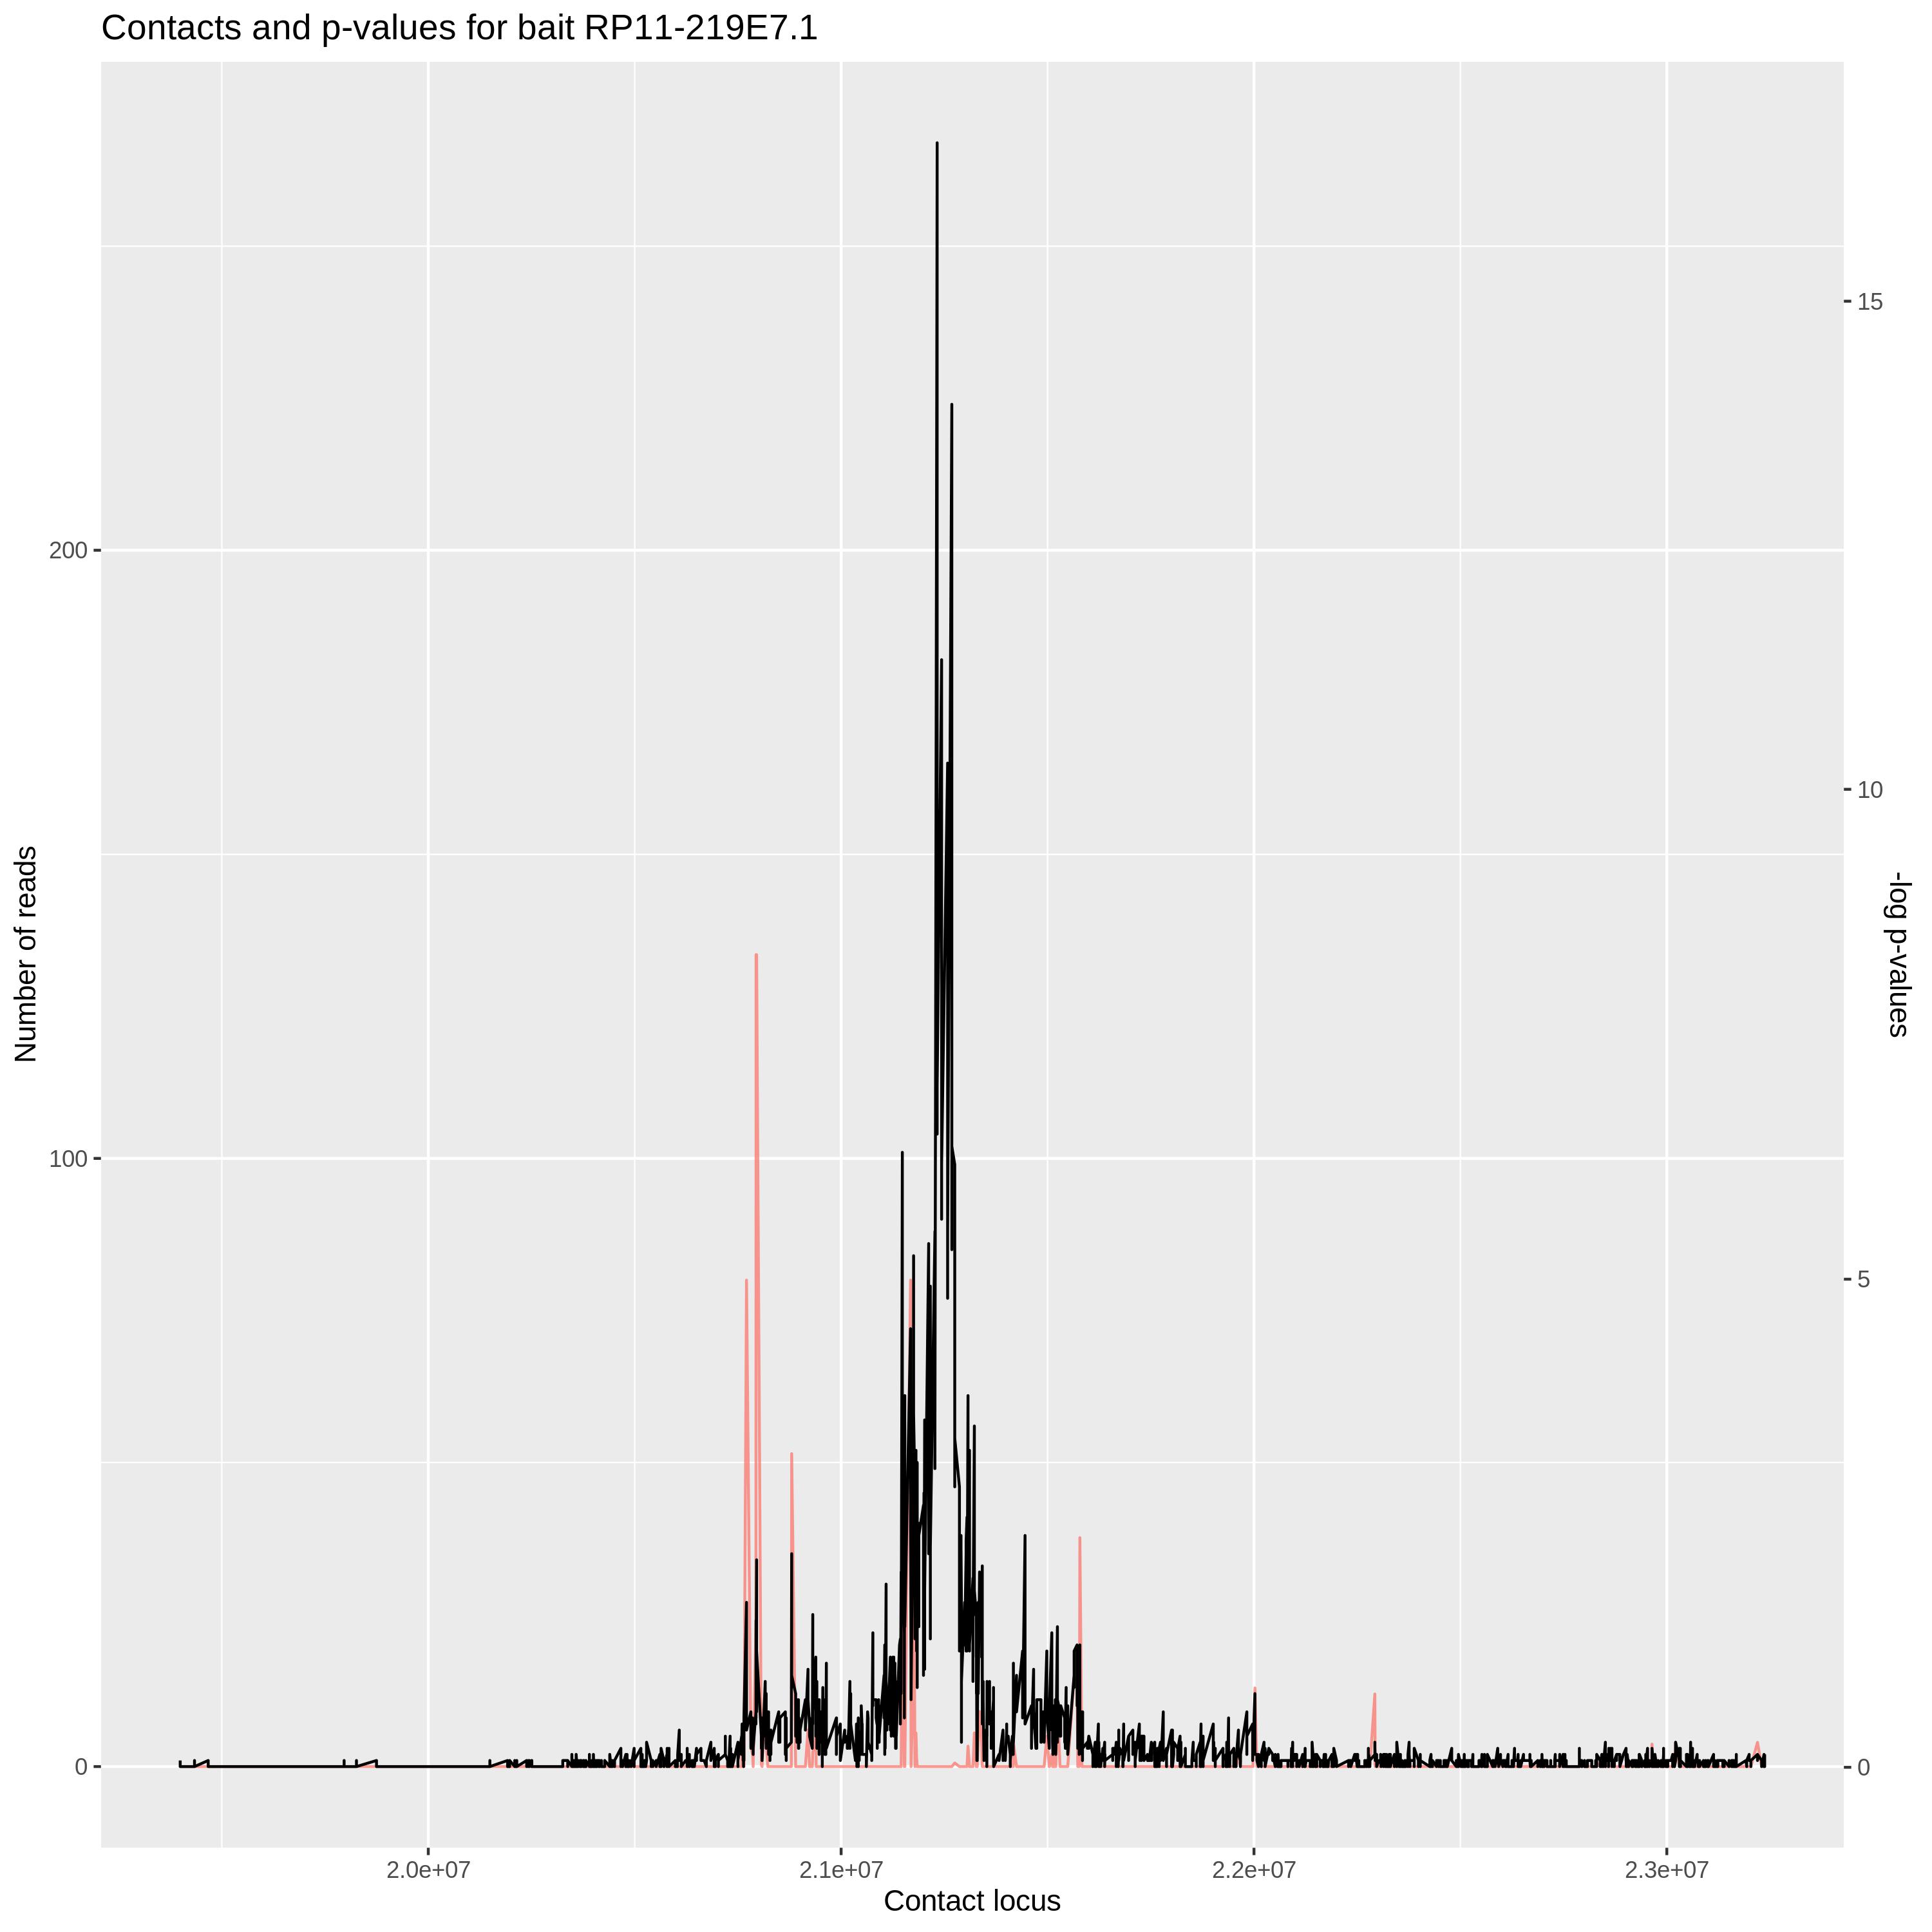 Contacts and p-values for bait RP11-219E7.1
Number of reads
200
100
0
15
10
5
0
-log p-values
2.0e+07
2.1e+07
2.2e+07
2.3e+07
Contact locus